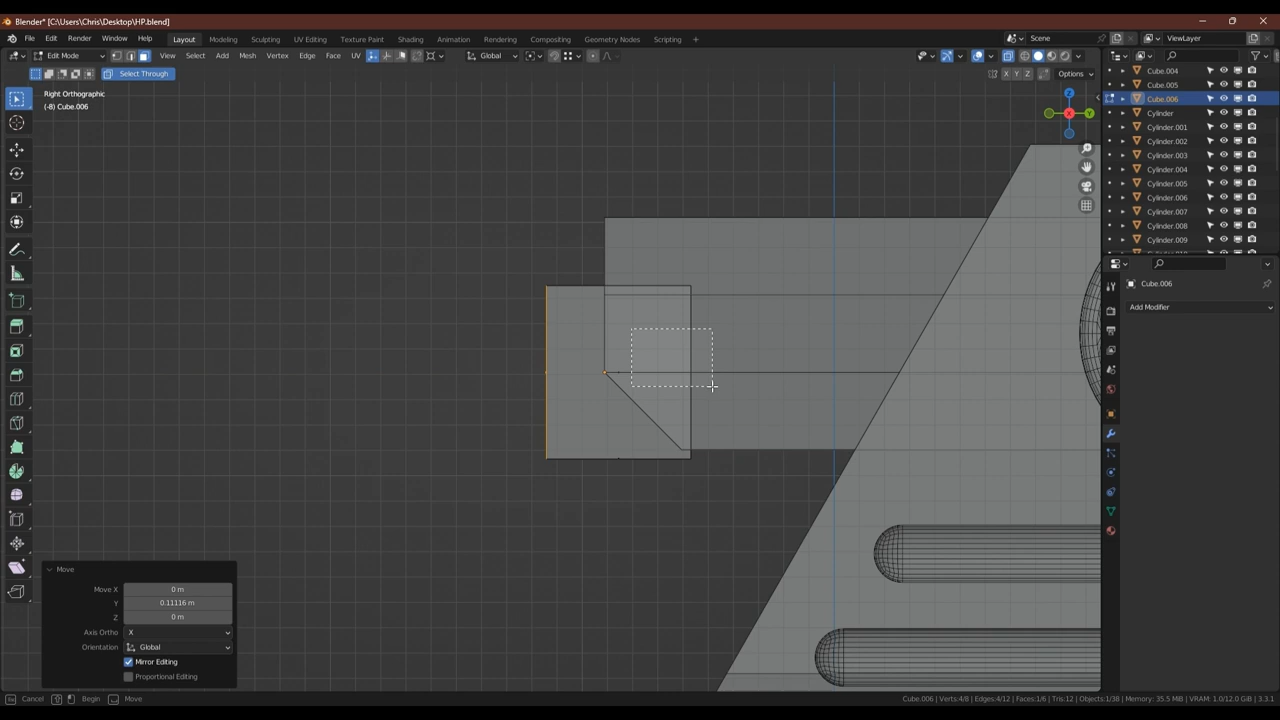 Blender* [C:\Users\Chris\Desktop\HP.blend]
File Edit Render Window Help Layout Modeling Sculpting UV Editing Texture Paint Shading Animation Rendering Compositing Geometry Nodes Scripting + Scene ViewLayer
Edit Mode View Select Add Mesh Vertex Edge Face UV Global
Select Through X Y Z Options
Right Orthographic
(-8) Cube.006
Z
X
Y
Cube.004
Cube.005
Cube.006
Cylinder
Cylinder.001
Cylinder.002
Cylinder.003
Cylinder.004
Cylinder.005
Cylinder.006
Cylinder.007
Cylinder.008
Cylinder.009
Cube.006
Add Modifier
Move
Move X 0 m
Y 0.11116 m
Z 0 m
Axis Ortho X
Orientation Global
Mirror Editing
Proportional Editing
Cancel Begin Move Cube.006 | Verts:4/8 | Edges:4/12 | Faces:1/6 | Tris:12 | Objects:1/38 | Memory: 35.5 MiB | VRAM: 1.0/12.0 GiB | 3.3.1